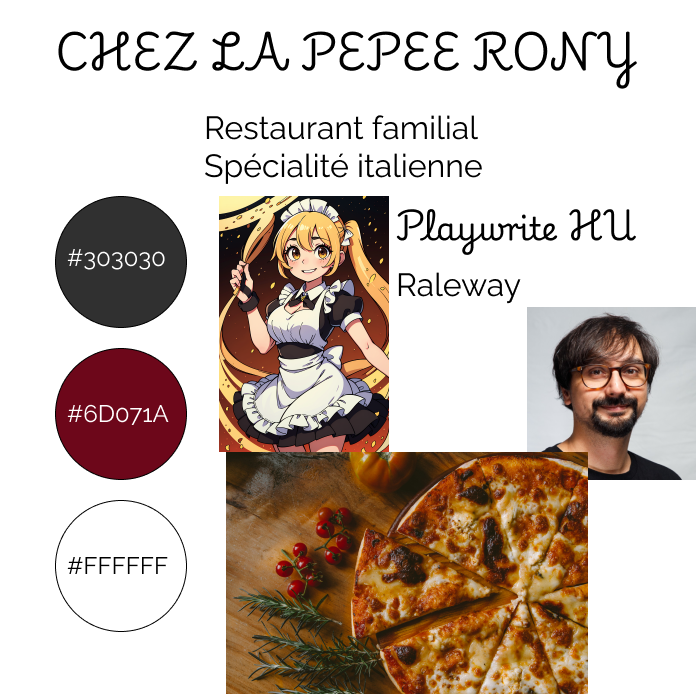 CHEZ LA PEPEE RONY
Restaurant familial
Spécialité italienne
#303030
Playwrite HU
Raleway
#6D071A
#FFFFFF